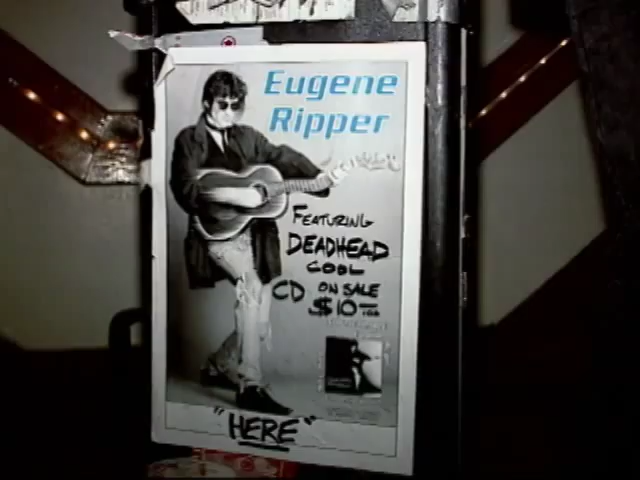 Eugene
Ripper
FEATURING
DEADHEAD
COOL
CD ON SALE
$10
"HERE"